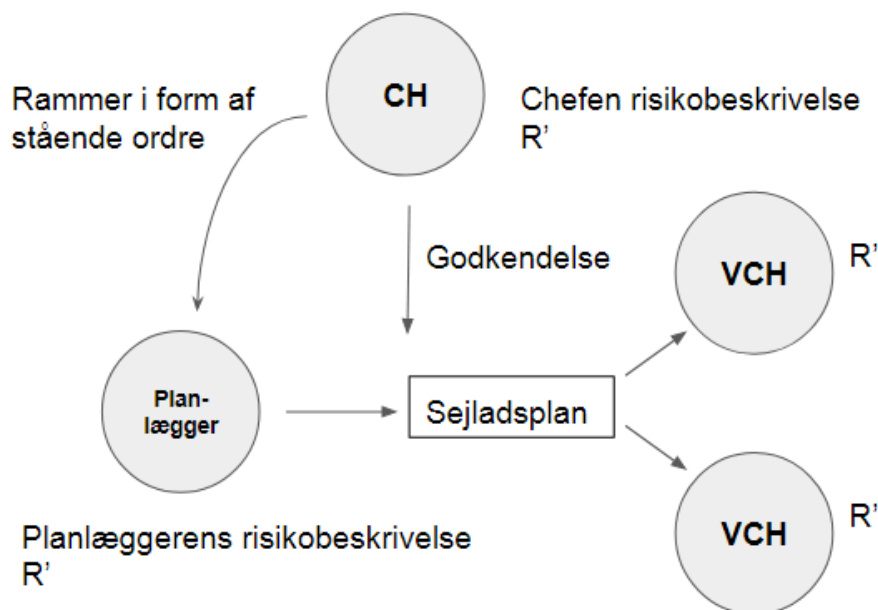 CH
Rammer i form af
stående ordre
Chefen risikobeskrivelse
R’
Godkendelse
VCH
R’
Plan-
lægger
Sejladsplan
VCH
R’
Planlæggerens risikobeskrivelse
R’